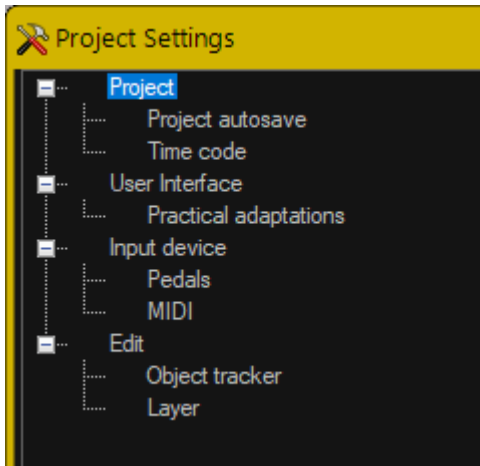 Project Settings
Project
Project autosave
Time code
User Interface
Practical adaptations
Input device
Pedals
MIDI
Edit
Object tracker
Layer